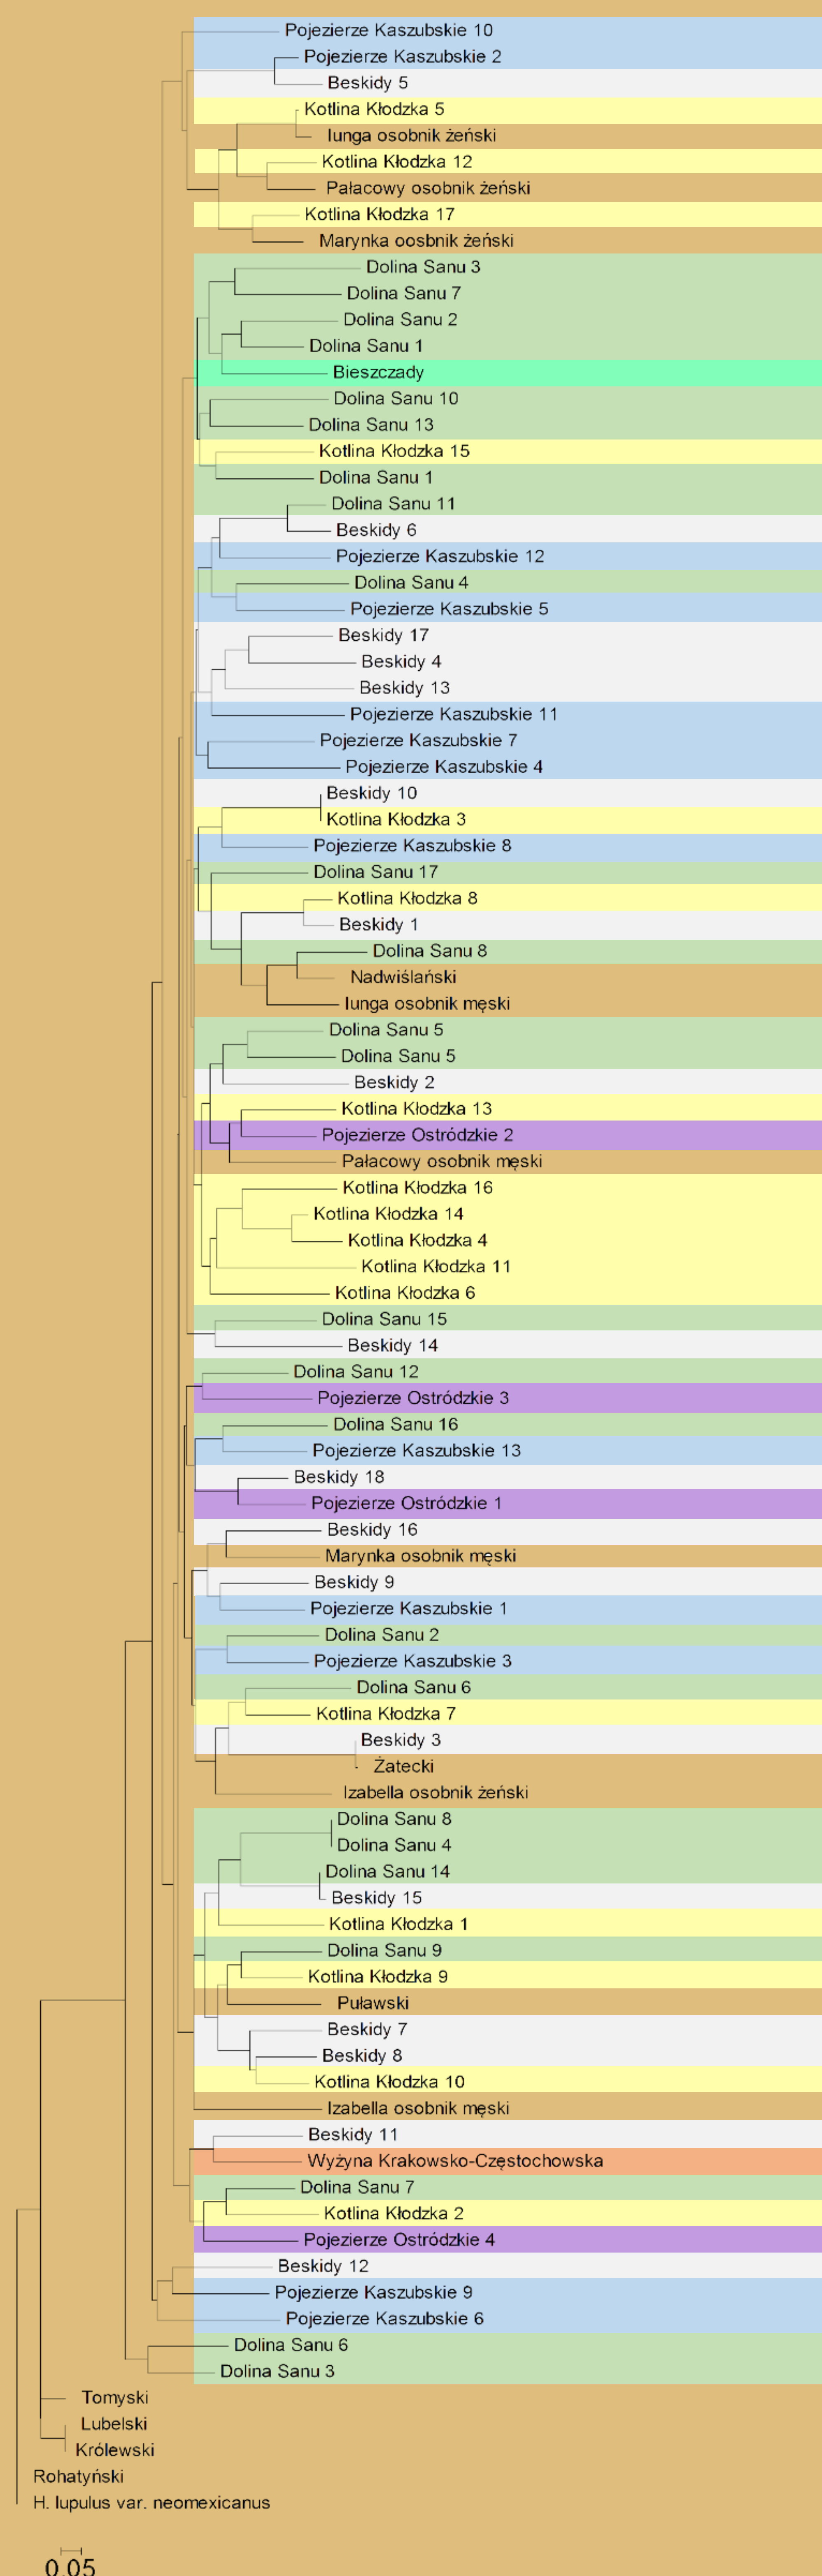 Pojezierze Kaszubskie 10
Pojezierze Kaszubskie 2
Beskidy 5
Kotlina Kłodzka 5
Iunga osobnik żeński
Kotlina Kłodzka 12
Pałacowy osobnik żeński
Kotlina Kłodzka 17
Marynka oosbnik żeński
Dolina Sanu 3
Dolina Sanu 7
Dolina Sanu 2
Dolina Sanu 1
Bieszczady
Dolina Sanu 10
Dolina Sanu 13
Kotlina Kłodzka 15
Dolina Sanu 1
Dolina Sanu 11
Beskidy 6
Pojezierze Kaszubskie 12
Dolina Sanu 4
Pojezierze Kaszubskie 5
Beskidy 17
Beskidy 4
Beskidy 13
Pojezierze Kaszubskie 11
Pojezierze Kaszubskie 7
Pojezierze Kaszubskie 4
Beskidy 10
Kotlina Kłodzka 3
Pojezierze Kaszubskie 8
Dolina Sanu 17
Kotlina Kłodzka 8
Beskidy 1
Dolina Sanu 8
Nadwiślański
Iunga osobnik męski
Dolina Sanu 5
Dolina Sanu 5
Beskidy 2
Kotlina Kłodzka 13
Pojezierze Ostródzkie 2
Pałacowy osobnik męski
Kotlina Kłodzka 16
Kotlina Kłodzka 14
Kotlina Kłodzka 4
Kotlina Kłodzka 11
Kotlina Kłodzka 6
Dolina Sanu 15
Beskidy 14
Dolina Sanu 12
Pojezierze Ostródzkie 3
Dolina Sanu 16
Pojezierze Kaszubskie 13
Beskidy 18
Pojezierze Ostródzkie 1
Beskidy 16
Marynka osobnik męski
Beskidy 9
Pojezierze Kaszubskie 1
Dolina Sanu 2
Pojezierze Kaszubskie 3
Dolina Sanu 6
Kotlina Kłodzka 7
Beskidy 3
Żatecki
Izabella osobnik żeński
Dolina Sanu 8
Dolina Sanu 4
Dolina Sanu 14
Beskidy 15
Kotlina Kłodzka 1
Dolina Sanu 9
Kotlina Kłodzka 9
Puławski
Beskidy 7
Beskidy 8
Kotlina Kłodzka 10
Izabella osobnik męski
Beskidy 11
Wyżyna Krakowsko-Częstochowska
Dolina Sanu 7
Kotlina Kłodzka 2
Pojezierze Ostródzkie 4
Beskidy 12
Pojezierze Kaszubskie 9
Pojezierze Kaszubskie 6
Dolina Sanu 6
Dolina Sanu 3
Tomyski
Lubelski
Królewski
Rohatyński
H. lupulus var. neomexicanus
0.05